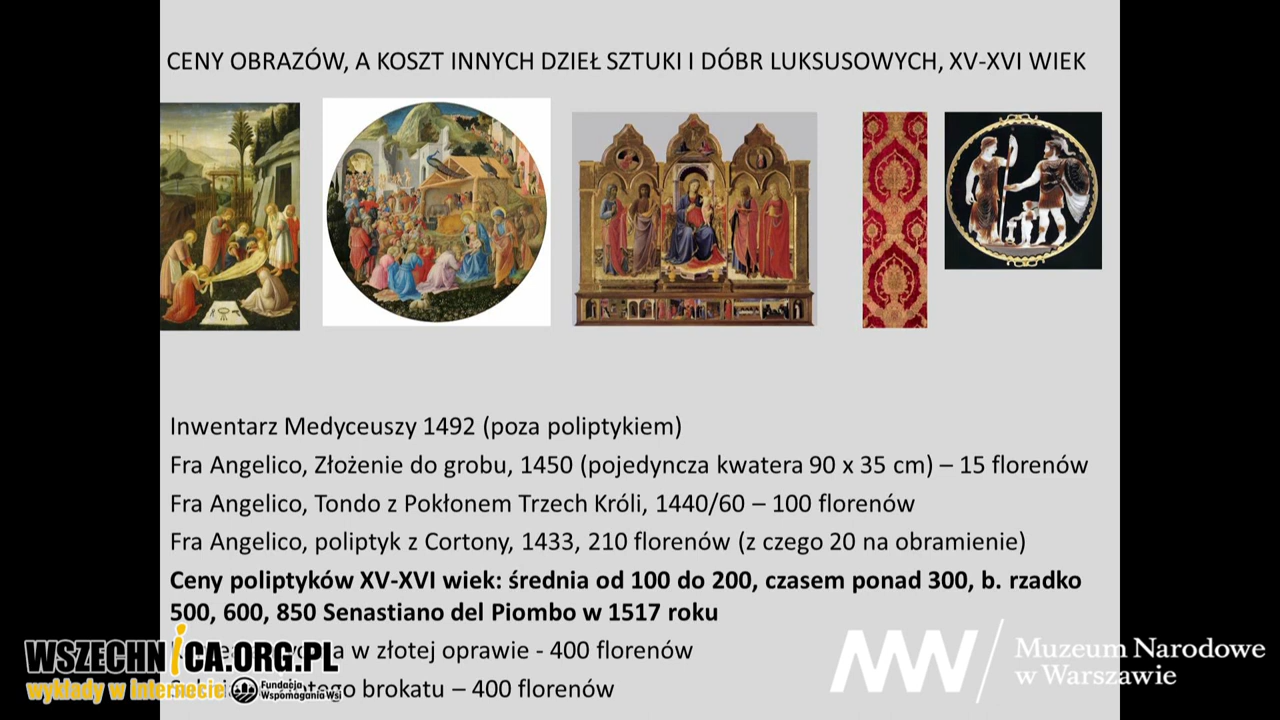 CENY OBRAZÓW, A KOSZT INNYCH DZIEŁ SZTUKI I DÓBR LUKSUSOWYCH, XV-XVI WIEK
Inwentarz Medyceuszy 1492 (poza poliptykiem)
Fra Angelico, Złożenie do grobu, 1450 (pojedyncza kwatera 90 x 35 cm) – 15 florenów
Fra Angelico, Tondo z Pokłonem Trzech Króli, 1440/60 – 100 florenów
Fra Angelico, poliptyk z Cortony, 1433, 210 florenów (z czego 20 na obramienie)
Ceny poliptyków XV-XVI wiek: średnia od 100 do 200, czasem ponad 300, b. rzadko
500, 600, 850 Senastiano del Piombo w 1517 roku
w złotej oprawie - 400 florenów
brokatu – 400 florenów
WSZECHNICA.ORG.PL
wykłady w Internecie
Fundacja
Wspomagania Wsi
MNW
Muzeum Narodowe
w Warszawie